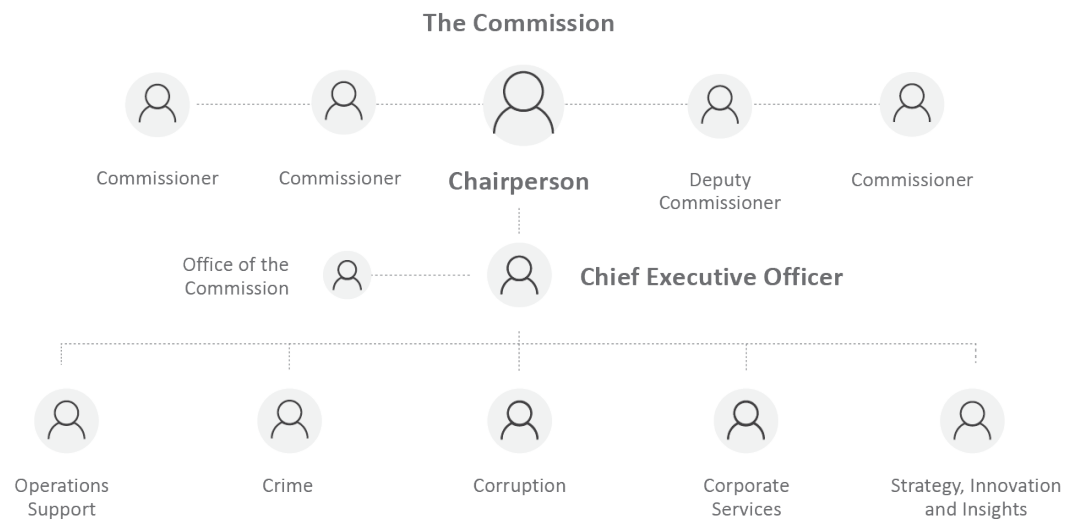 The Commission
Commissioner
Commissioner
Chairperson
Deputy
Commissioner
Commissioner
Office of the
Commission
Chief Executive Officer
Operations
Support
Crime
Corruption
Corporate
Services
Strategy, Innovation
and Insights